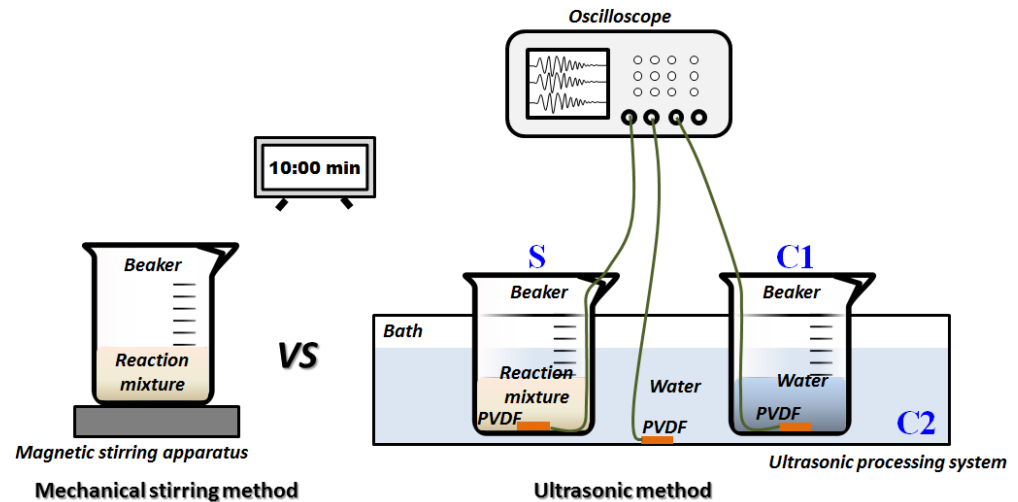 Oscilloscope
10:00 min
S
C1
Beaker
Beaker
Beaker
Bath
VS
Reaction
mixture
Reaction
mixture
Water
Water
PVDF
PVDF
PVDF
C2
Magnetic stirring apparatus
Ultrasonic processing system
Mechanical stirring method
Ultrasonic method